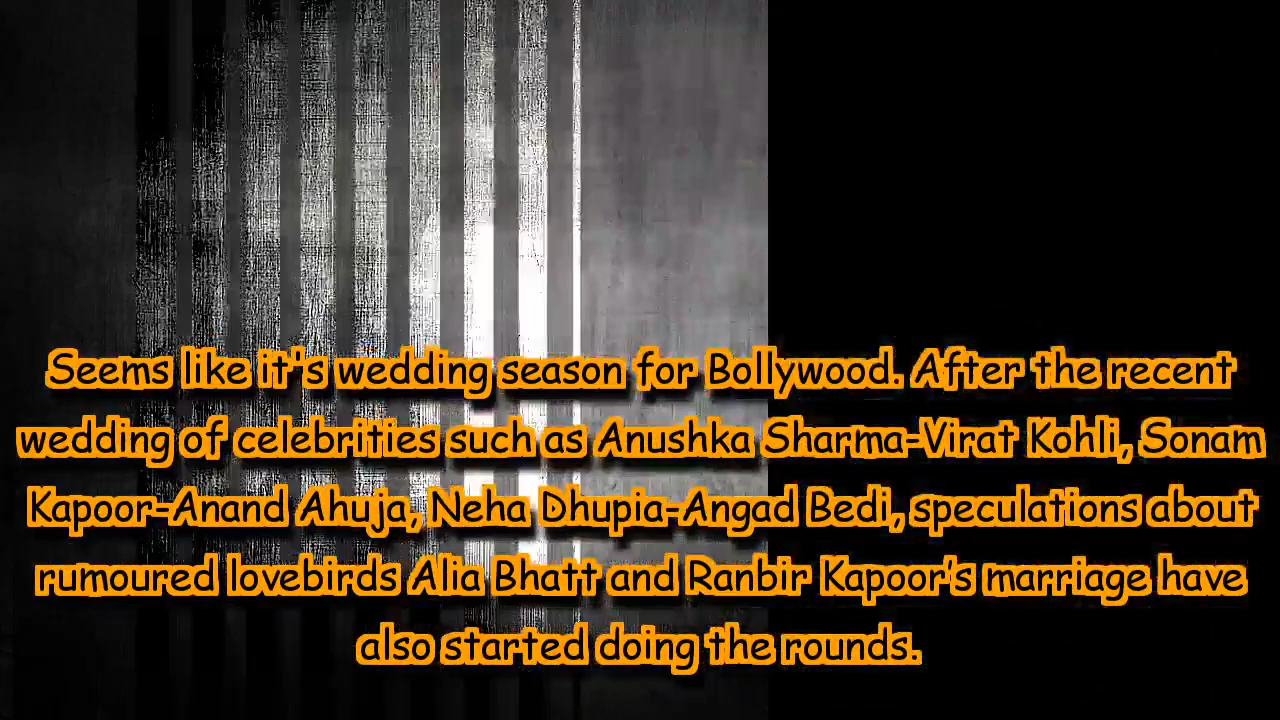 Seems like it's wedding season for Bollywood. After the recent
wedding of celebrities such as Anushka Sharma-Virat Kohli, Sonam
Kapoor-Anand Ahuja, Neha Dhupia-Angad Bedi, speculations about
rumoured lovebirds Alia Bhatt and Ranbir Kapoor’s marriage have
also started doing the rounds.